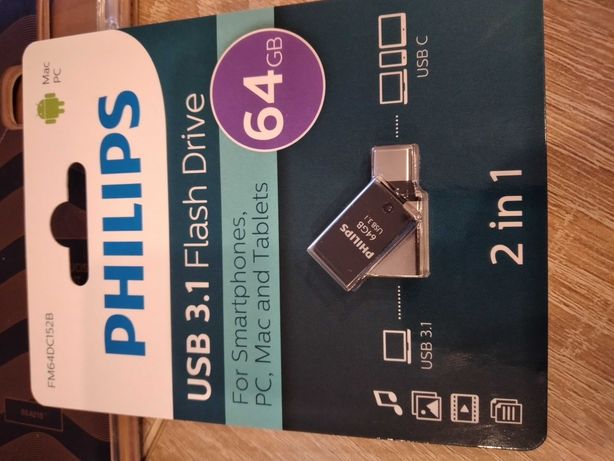 FM64DC152B
Mac
PC
PHILIPS
USB 3.1 Flash Drive
64GB
For Smartphones,
PC, Mac and Tablets
PHILIPS
64GB
USB 3.1
USB 3.1
USB C
2 in 1